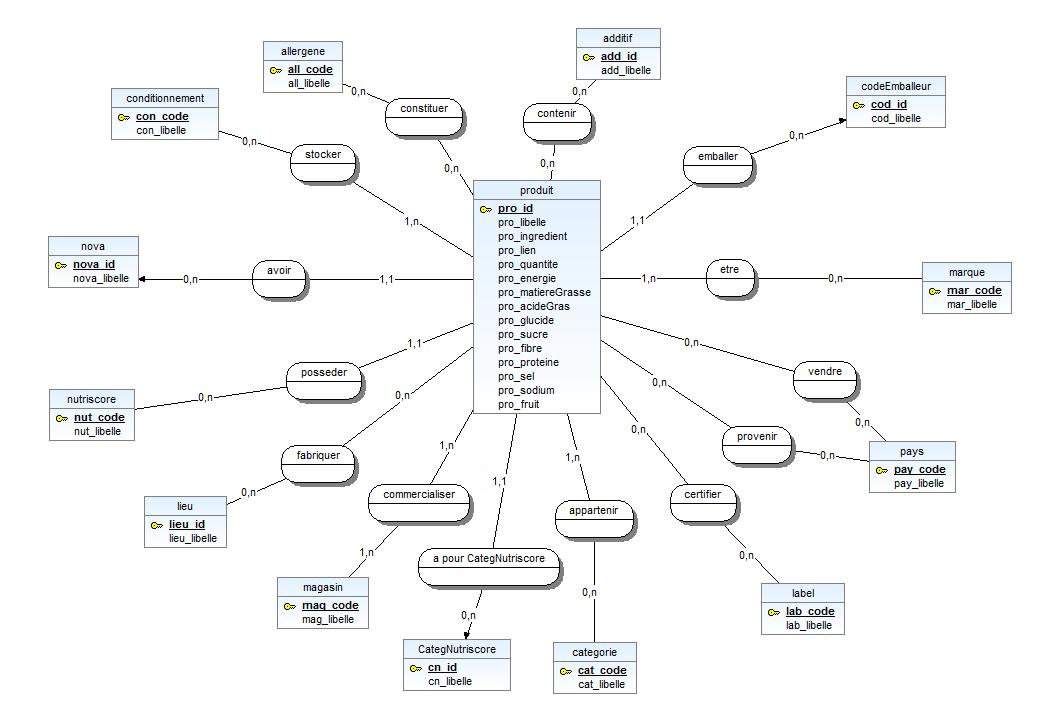 additif
add_id
add_libelle
allergene
all_code
all_libelle
0,n
0,n
codeEmballeur
cod_id
cod_libelle
conditionnement
con_code
con_libelle
constituer
contenir
0,n
0,n
stocker
emballer
0,n
0,n
produit
pro_id
pro_libelle
pro_ingredient
pro_lien
pro_quantite
pro_energie
pro_matiereGrasse
pro_acideGras
pro_glucide
pro_sucre
pro_fibre
pro_proteine
pro_sel
pro_sodium
pro_fruit
1,n
1,1
nova
nova_id
nova_libelle
0,n
avoir
1,1
1,n
etre
0,n
marque
mar_code
mar_libelle
1,1
0,n
posseder
vendre
0,n
0,n
0,n
nutriscore
nut_code
nut_libelle
0,n
0,n
1,n
provenir
0,n
pays
pay_code
pay_libelle
fabriquer
1,n
0,n
commercialiser
1,1
certifier
lieu
lieu_id
lieu_libelle
appartenir
1,n
a pour CategNutriscore
0,n
magasin
mag_code
mag_libelle
0,n
0,n
label
lab_code
lab_libelle
CategNutriscore
cn_id
cn_libelle
categorie
cat_code
cat_libelle